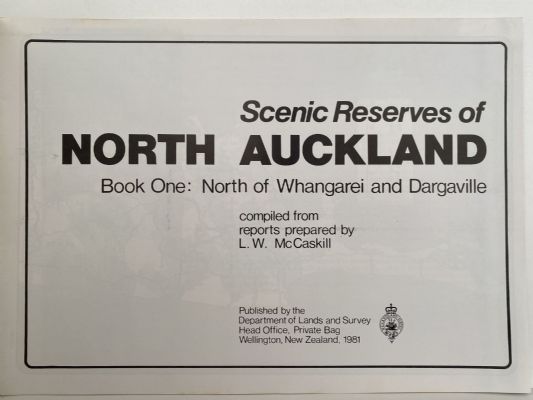 Scenic Reserves of
NORTH AUCKLAND
Book One: North of Whangarei and Dargaville
compiled from
reports prepared by
L. W. McCaskill
Published by the
Department of Lands and Survey
Head Office, Private Bag
Wellington, New Zealand, 1981